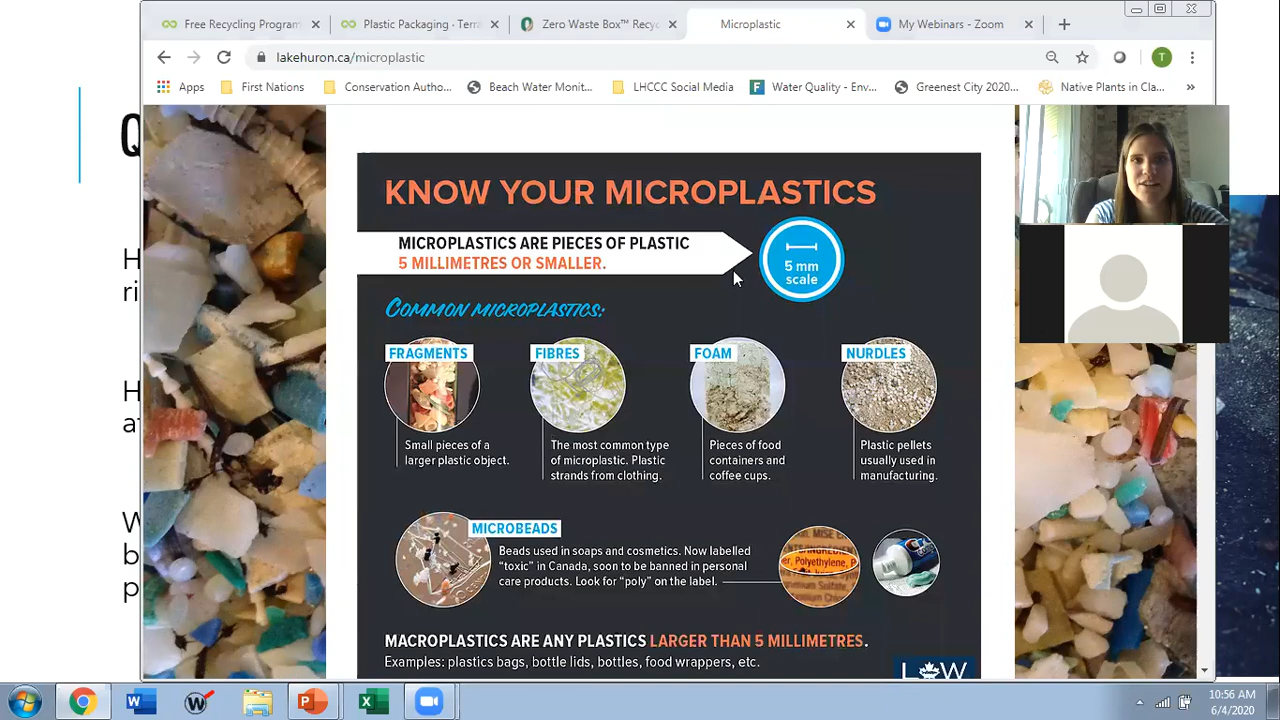 Free Recycling Program
Plastic Packaging · Terra
Zero Waste Box™ Recyc
Microplastic
My Webinars - Zoom
lakehuron.ca/microplastic
T
Apps
First Nations
Conservation Autho...
Beach Water Monit...
LHCCC Social Media
Water Quality - Env...
Greenest City 2020...
Native Plants in Cla...
»
KNOW YOUR MICROPLASTICS
MICROPLASTICS ARE PIECES OF PLASTIC
5 MILLIMETRES OR SMALLER.
5 mm
scale
COMMON MICROPLASTICS:
FRAGMENTS
Small pieces of a
larger plastic object.
FIBRES
The most common type
of microplastic. Plastic
strands from clothing.
FOAM
Pieces of food
containers and
coffee cups.
NURDLES
Plastic pellets
usually used in
manufacturing.
MICROBEADS
Beads used in soaps and cosmetics. Now labelled
"toxic" in Canada, soon to be banned in personal
care products. Look for "poly" on the label.
Polyethylene, P
MACROPLASTICS ARE ANY PLASTICS LARGER THAN 5 MILLIMETRES.
Examples: plastics bags, bottle lids, bottles, food wrappers, etc.
10:56 AM
6/4/2020